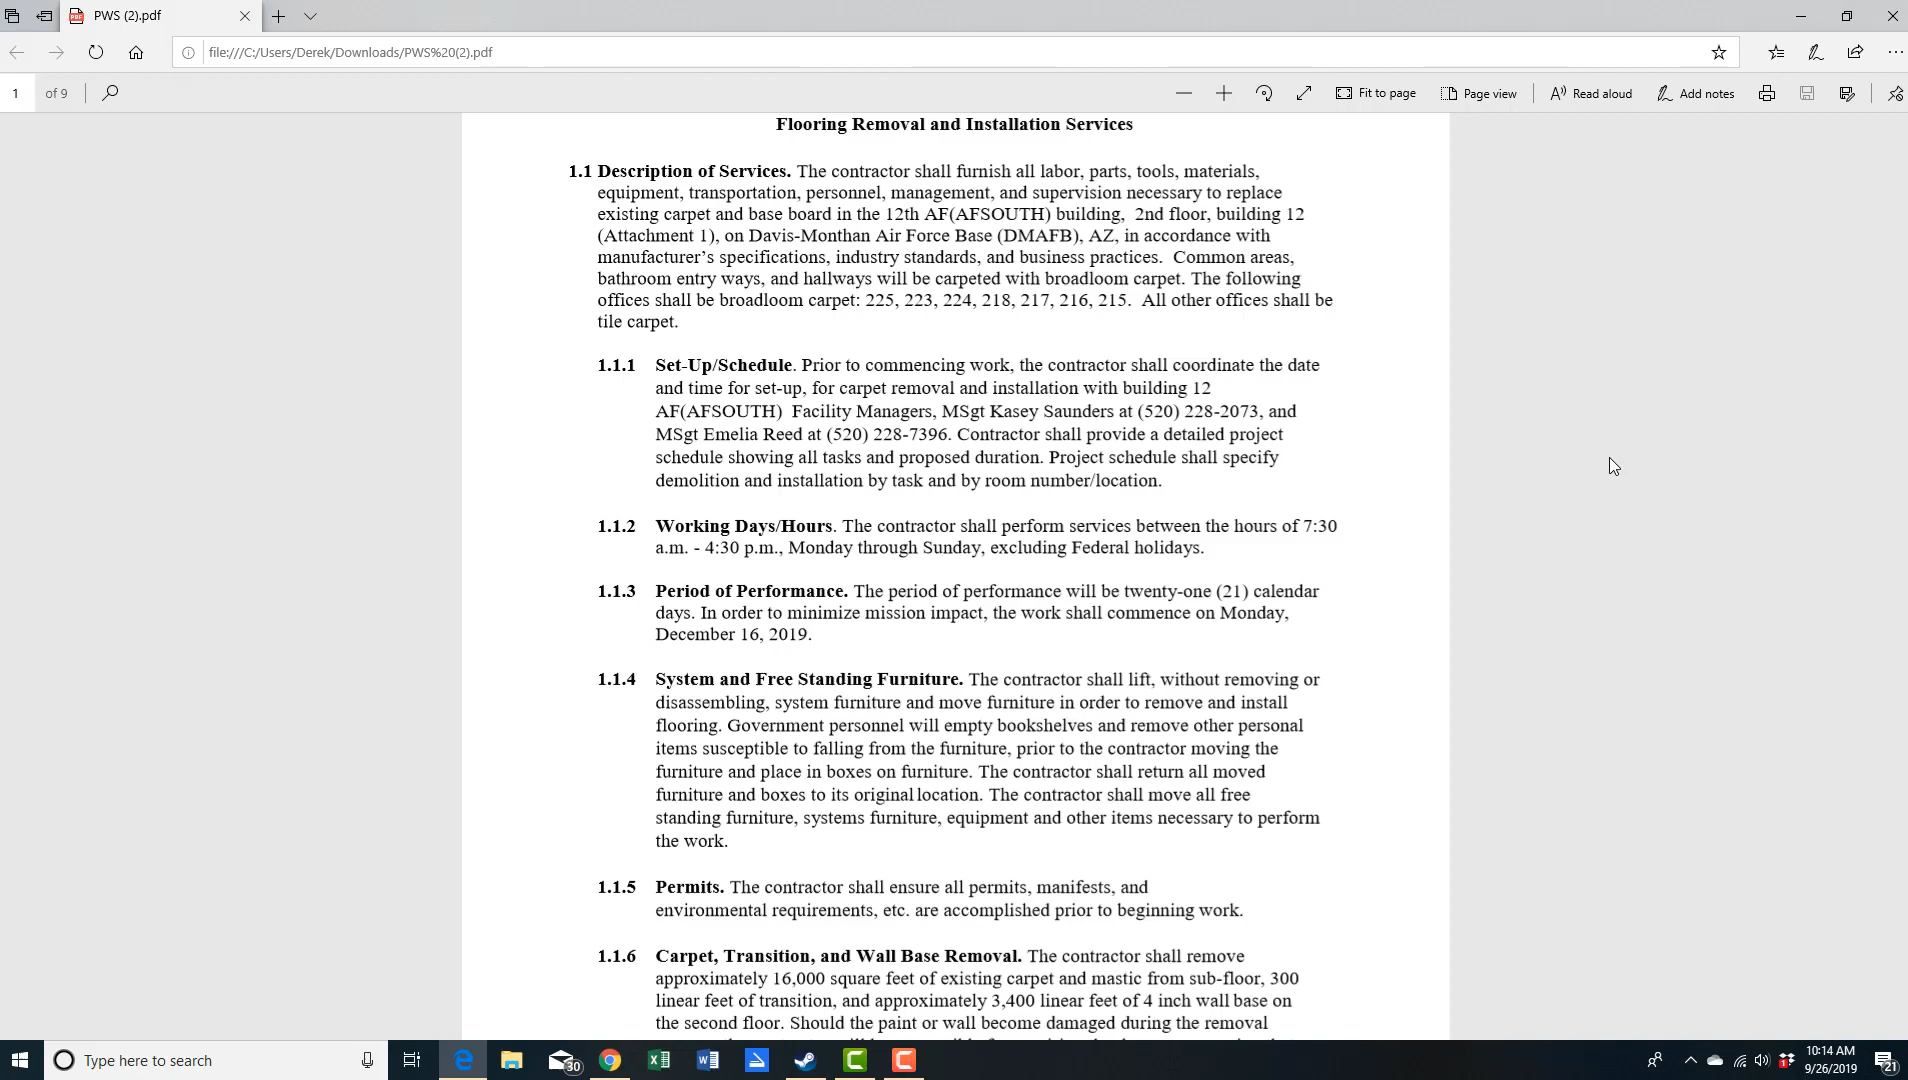 PWS (2).pdf
file:///C:/Users/Derek/Downloads/PWS%20(2).pdf
1 of 9
Fit to page
Page view
Read aloud
Add notes
Flooring Removal and Installation Services
1.1 Description of Services. The contractor shall furnish all labor, parts, tools, materials,
equipment, transportation, personnel, management, and supervision necessary to replace
existing carpet and base board in the 12th AF(AFSOUTH) building, 2nd floor, building 12
(Attachment 1), on Davis-Monthan Air Force Base (DMAFB), AZ, in accordance with
manufacturer's specifications, industry standards, and business practices. Common areas,
bathroom entry ways, and hallways will be carpeted with broadloom carpet. The following
offices shall be broadloom carpet: 225, 223, 224, 218, 217, 216, 215. All other offices shall be
tile carpet.
1.1.1 Set-Up/Schedule. Prior to commencing work, the contractor shall coordinate the date
and time for set-up, for carpet removal and installation with building 12
AF(AFSOUTH) Facility Managers, MSgt Kasey Saunders at (520) 228-2073, and
MSgt Emelia Reed at (520) 228-7396. Contractor shall provide a detailed project
schedule showing all tasks and proposed duration. Project schedule shall specify
demolition and installation by task and by room number/location.
1.1.2 Working Days/Hours. The contractor shall perform services between the hours of 7:30
a.m. - 4:30 p.m., Monday through Sunday, excluding Federal holidays.
1.1.3 Period of Performance. The period of performance will be twenty-one (21) calendar
days. In order to minimize mission impact, the work shall commence on Monday,
December 16, 2019.
1.1.4 System and Free Standing Furniture. The contractor shall lift, without removing or
disassembling, system furniture and move furniture in order to remove and install
flooring. Government personnel will empty bookshelves and remove other personal
items susceptible to falling from the furniture, prior to the contractor moving the
furniture and place in boxes on furniture. The contractor shall return all moved
furniture and boxes to its original location. The contractor shall move all free
standing furniture, systems furniture, equipment and other items necessary to perform
the work.
1.1.5 Permits. The contractor shall ensure all permits, manifests, and
environmental requirements, etc. are accomplished prior to beginning work.
1.1.6 Carpet, Transition, and Wall Base Removal. The contractor shall remove
approximately 16,000 square feet of existing carpet and mastic from sub-floor, 300
linear feet of transition, and approximately 3,400 linear feet of 4 inch wall base on
the second floor. Should the paint or wall become damaged during the removal
Type here to search
30
10:14 AM
9/26/2019
21